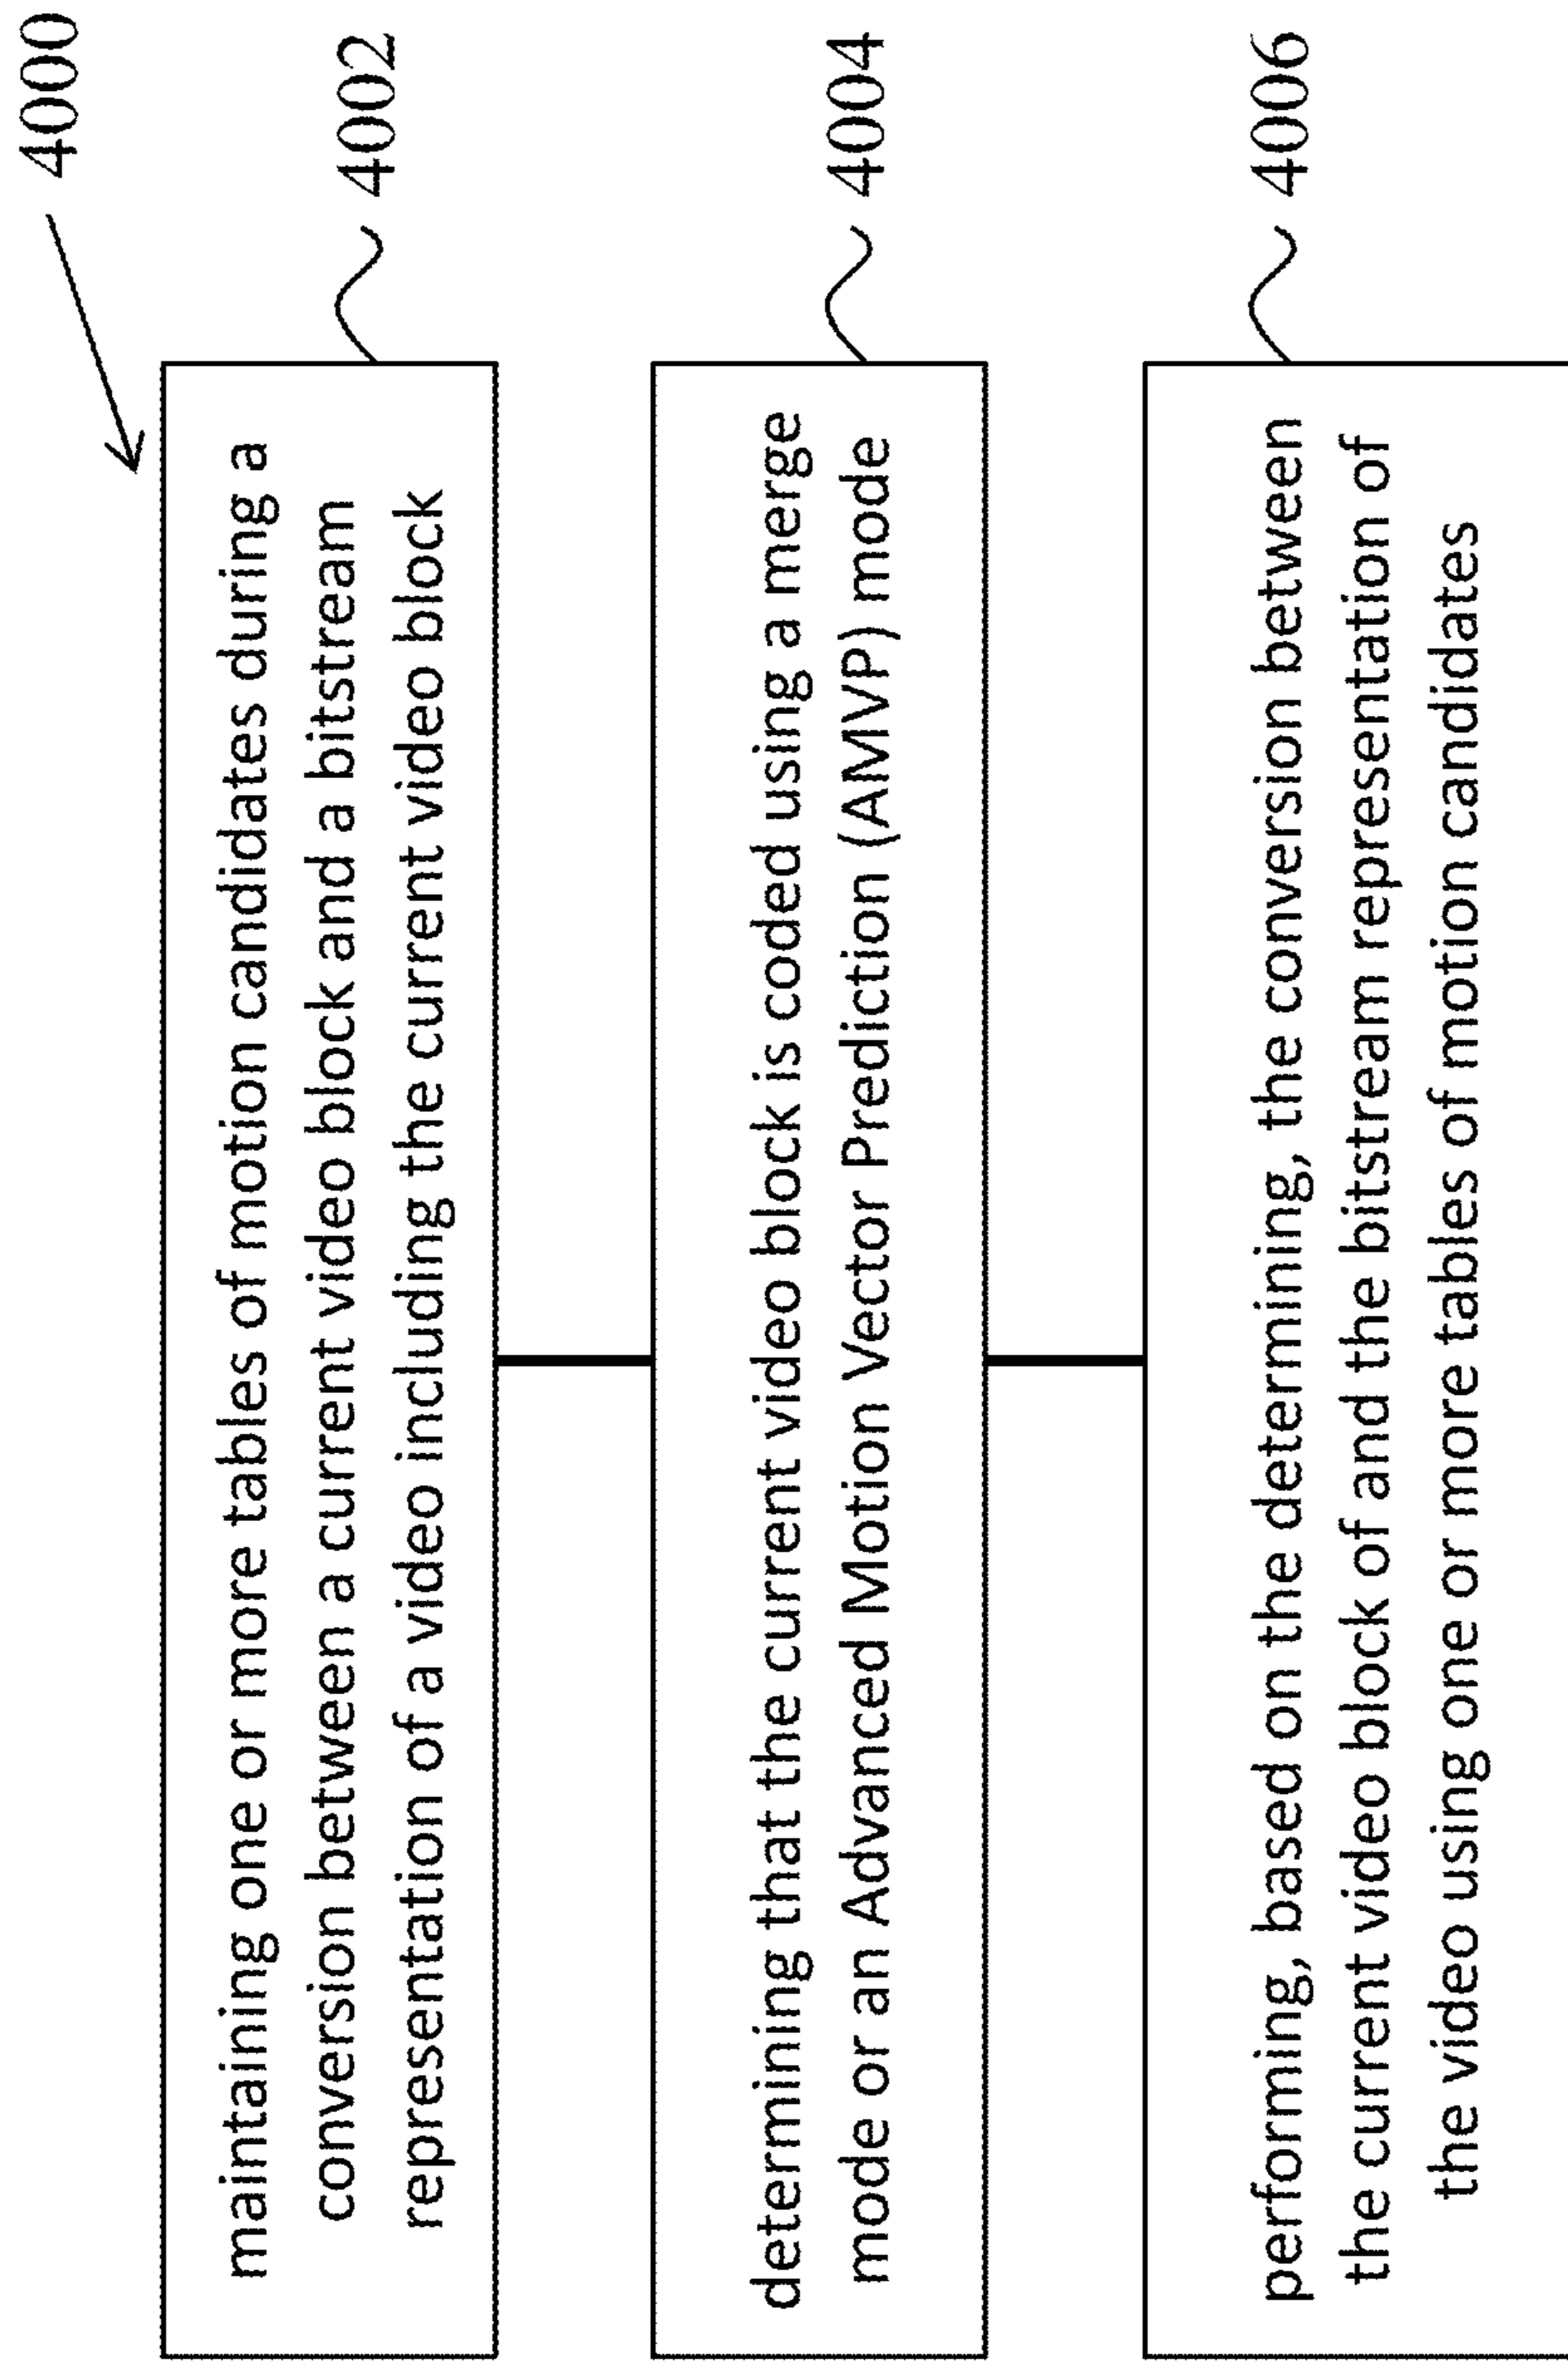 4000
maintaining one or more tables of motion candidates during a
conversion between a current video block and a bitstream
representation of a video including the current video block
4002
determining that the current video block is coded using a merge
mode or an Advanced Motion Vector Prediction (AMVP) mode
4004
performing, based on the determining, the conversion between
the current video block of and the bitstream representation of
the video using one or more tables of motion candidates
4006